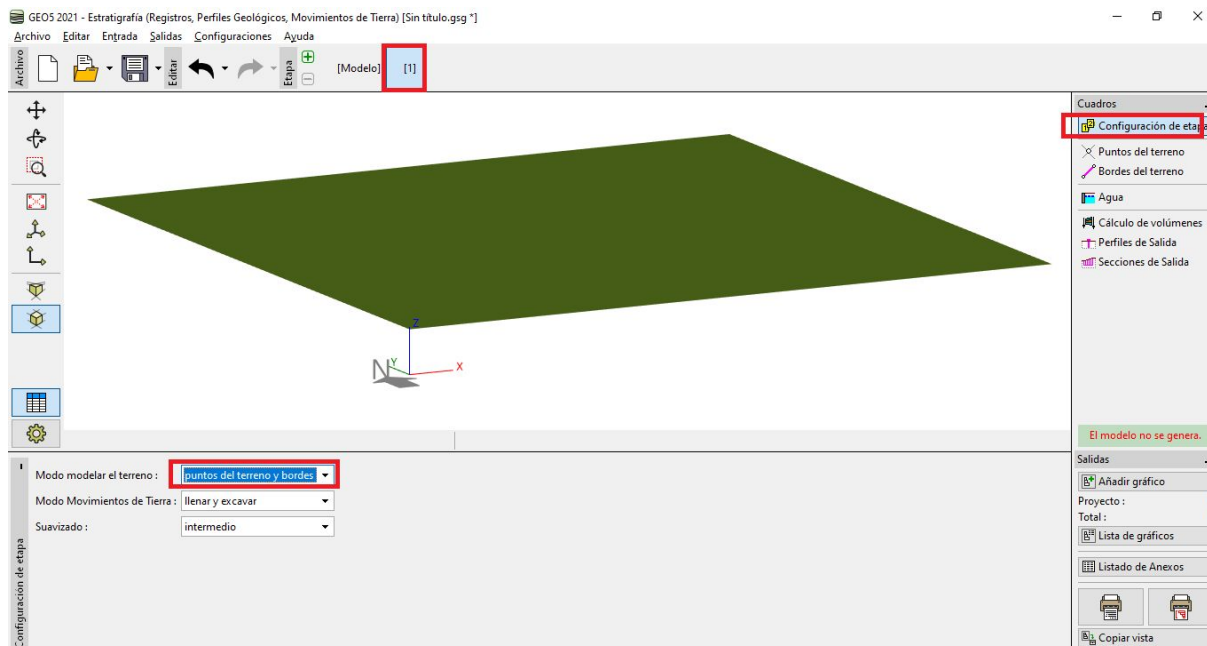 GEO5 2021 - Estratigrafía (Registros, Perfiles Geológicos, Movimientos de Tierra) [Sin título.gsg *]
Archivo Editar Entrada Salidas Configuraciones Ayuda
Archivo
Editar
Etapa
[Modelo]
[1]
Cuadros
Configuración de etapa
Puntos del terreno
Bordes del terreno
Agua
Cálculo de volúmenes
Perfiles de Salida
Secciones de Salida
Z
N
Y
X
El modelo no se genera.
Configuración de etapa
Modo modelar el terreno : puntos del terreno y bordes
Modo Movimientos de Tierra : llenar y excavar
Suavizado : intermedio
Salidas
Añadir gráfico
Proyecto :
Total :
Lista de gráficos
Listado de Anexos
Copiar vista